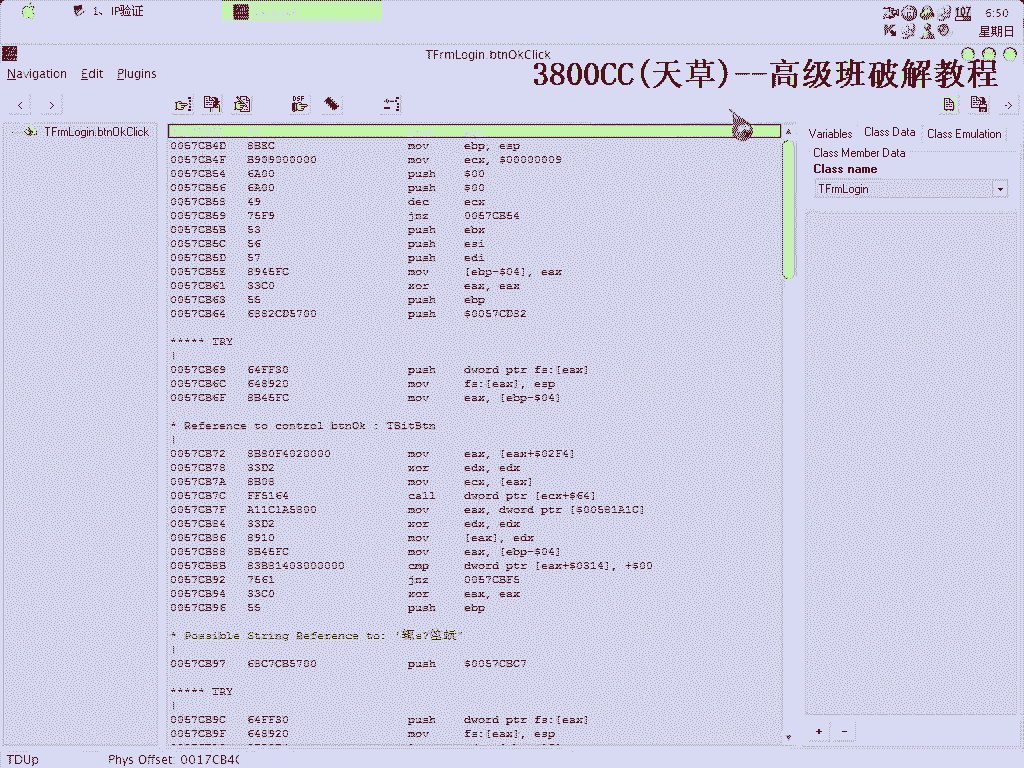 1、IP验证
107
6:50
星期日
TFrmLogin.btnOkClick
3800CC(天草)--高级班破解教程
Navigation Edit Plugins
DSF
TFrmLogin.btnOkClick
0057CB4D 8BEC mov ebp, esp
0057CB4F B909000000 mov ecx, $00000009
0057CB54 6A00 push $00
0057CB56 6A00 push $00
0057CB58 49 dec ecx
0057CB59 75F9 jnz 0057CB54
0057CB5B 53 push ebx
0057CB5C 56 push esi
0057CB5D 57 push edi
0057CB5E 8945FC mov [ebp-$04], eax
0057CB61 33C0 xor eax, eax
0057CB63 55 push ebp
0057CB64 6882CD5700 push $0057CD82
***** TRY
|
0057CB69 64FF30 push dword ptr fs:[eax]
0057CB6C 648920 mov fs:[eax], esp
0057CB6F 8B45FC mov eax, [ebp-$04]
* Reference to control btnOk : TBitBtn
|
0057CB72 8B80F4020000 mov eax, [eax+$02F4]
0057CB78 33D2 xor edx, edx
0057CB7A 8B08 mov ecx, [eax]
0057CB7C FF5164 call dword ptr [ecx+$64]
0057CB7F A11C1A5800 mov eax, dword ptr [$00581A1C]
0057CB84 33D2 xor edx, edx
0057CB86 8910 mov [eax], edx
0057CB88 8B45FC mov eax, [ebp-$04]
0057CB8B 83B81403000000 cmp dword ptr [eax+$0314], +$00
0057CB92 7561 jnz 0057CBF5
0057CB94 33C0 xor eax, eax
0057CB96 55 push ebp
* Possible String Reference to:
|
0057CB97 68C7CB5700 push $0057CBC7
***** TRY
|
0057CB9C 64FF30 push dword ptr fs:[eax]
0057CB9F 648920 mov fs:[eax], esp
Variables Class Data Class Emulation
Class Member Data
Class name
TFrmLogin
+ -
TDUp Phys Offset: 0017CB4C